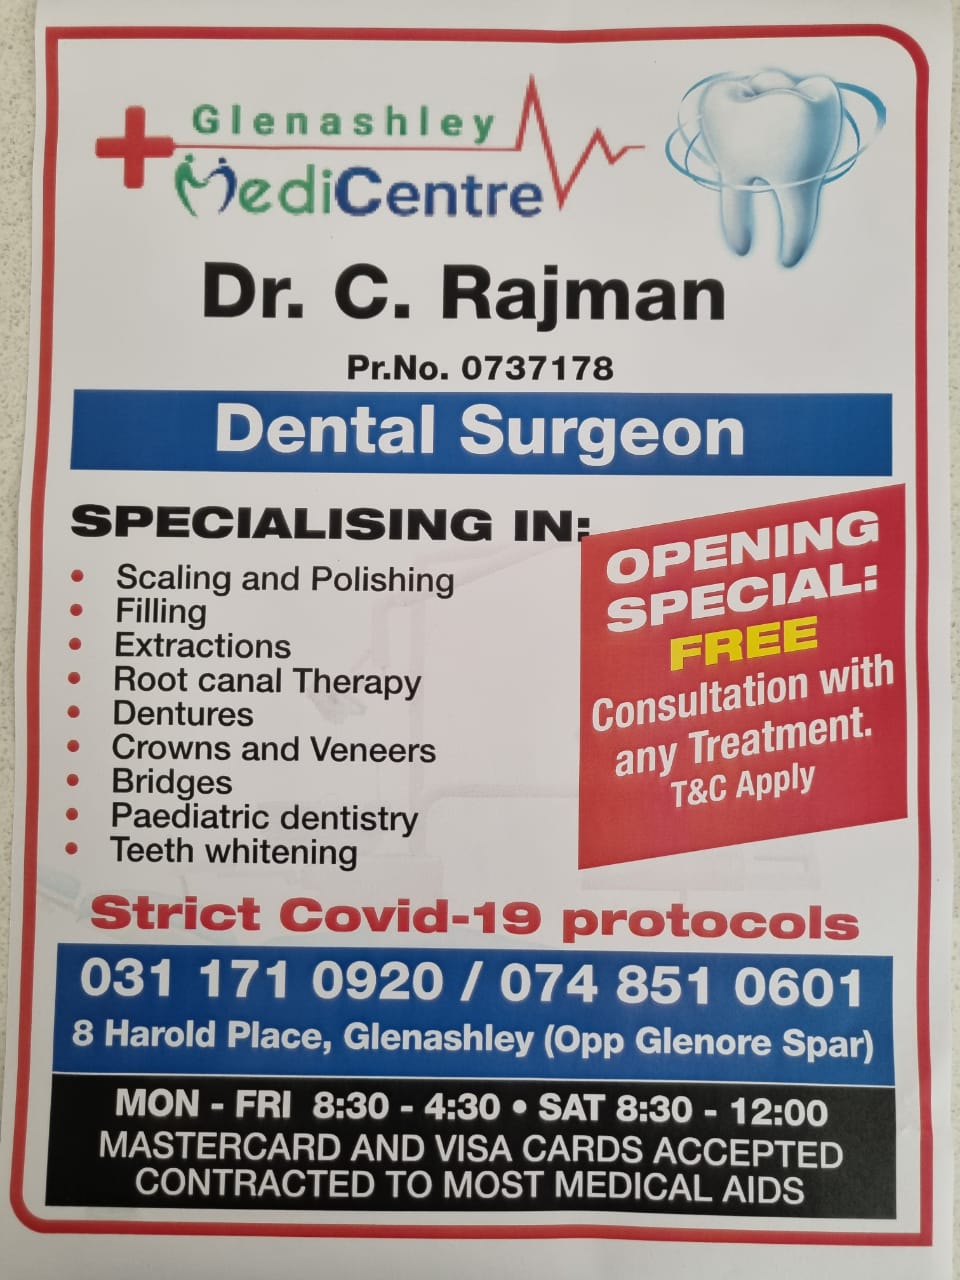 Glenashley
MediCentre
Dr. C. Rajman
Pr.No. 0737178
Dental Surgeon
SPECIALISING IN:
• Scaling and Polishing
• Filling
• Extractions
• Root canal Therapy
• Dentures
• Crowns and Veneers
• Bridges
• Paediatric dentistry
• Teeth whitening
OPENING
SPECIAL:
FREE
Consultation with
any Treatment.
T&C Apply
Strict Covid-19 protocols
031 171 0920 / 074 851 0601
8 Harold Place, Glenashley (Opp Glenore Spar)
MON - FRI 8:30 - 4:30 • SAT 8:30 - 12:00
MASTERCARD AND VISA CARDS ACCEPTED
CONTRACTED TO MOST MEDICAL AIDS